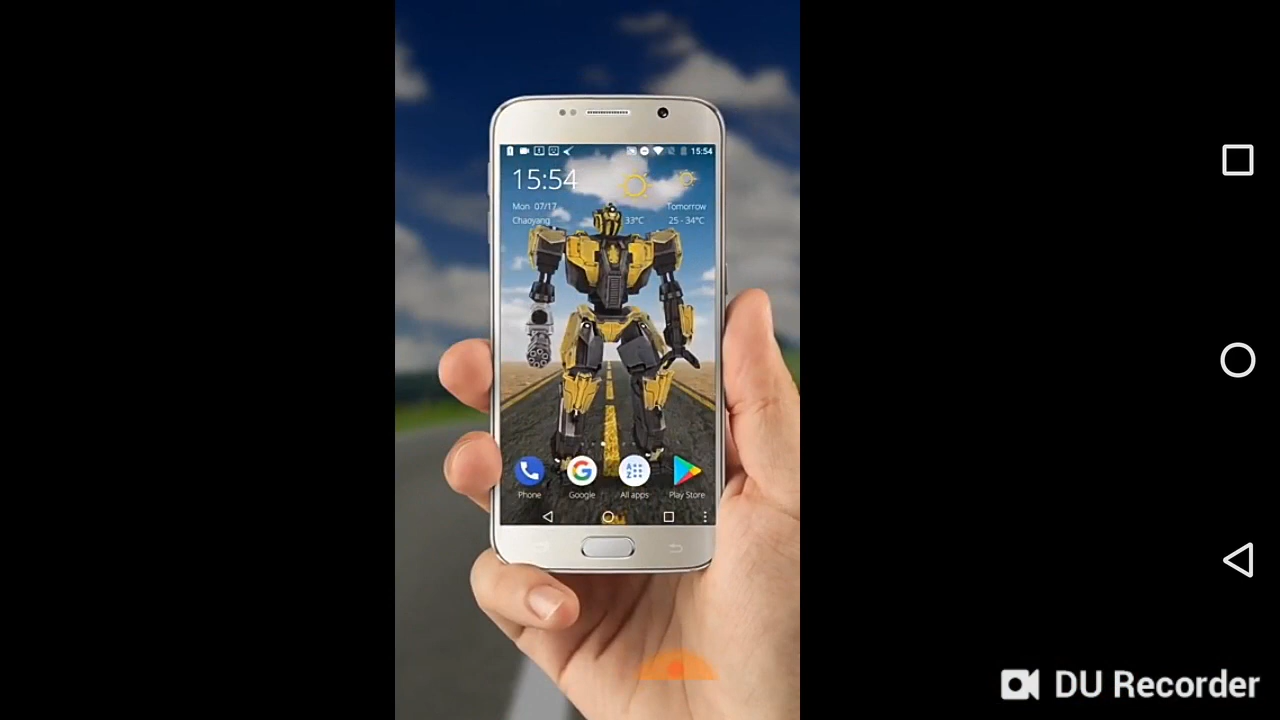 15:54
15:54
Mon 07/17
Chaoyang
33°C
Tomorrow
25 - 34°C
Phone
Google
All apps
Play Store
DU Recorder